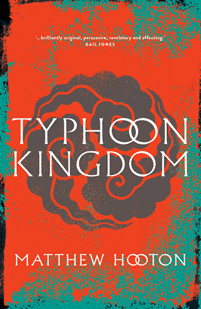 '...brilliantly original, persuasive, revelatory and affecting.'
GAIL JONES
TYPHOON
KINGDOM
MATTHEW HOOTON